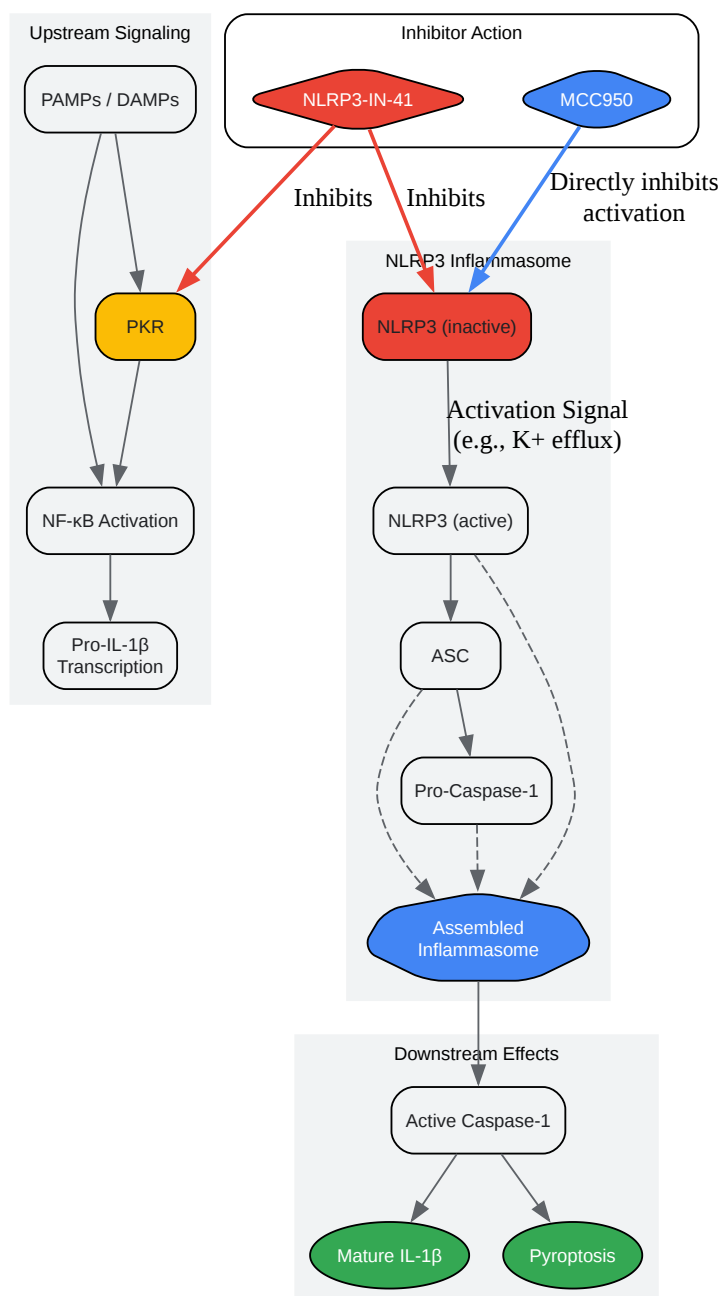 Upstream Signaling
Inhibitor Action
PAMPs / DAMPs
NLRP3-IN-41
MCC950
Inhibits
Inhibits
Directly inhibits
activation
NLRP3 Inflammasome
PKR
NLRP3 (inactive)
Activation Signal
(e.g., K+ efflux)
NF-κB Activation
NLRP3 (active)
Pro-IL-1β
Transcription
ASC
Pro-Caspase-1
Assembled
Inflammasome
Downstream Effects
Active Caspase-1
Mature IL-1β
Pyroptosis